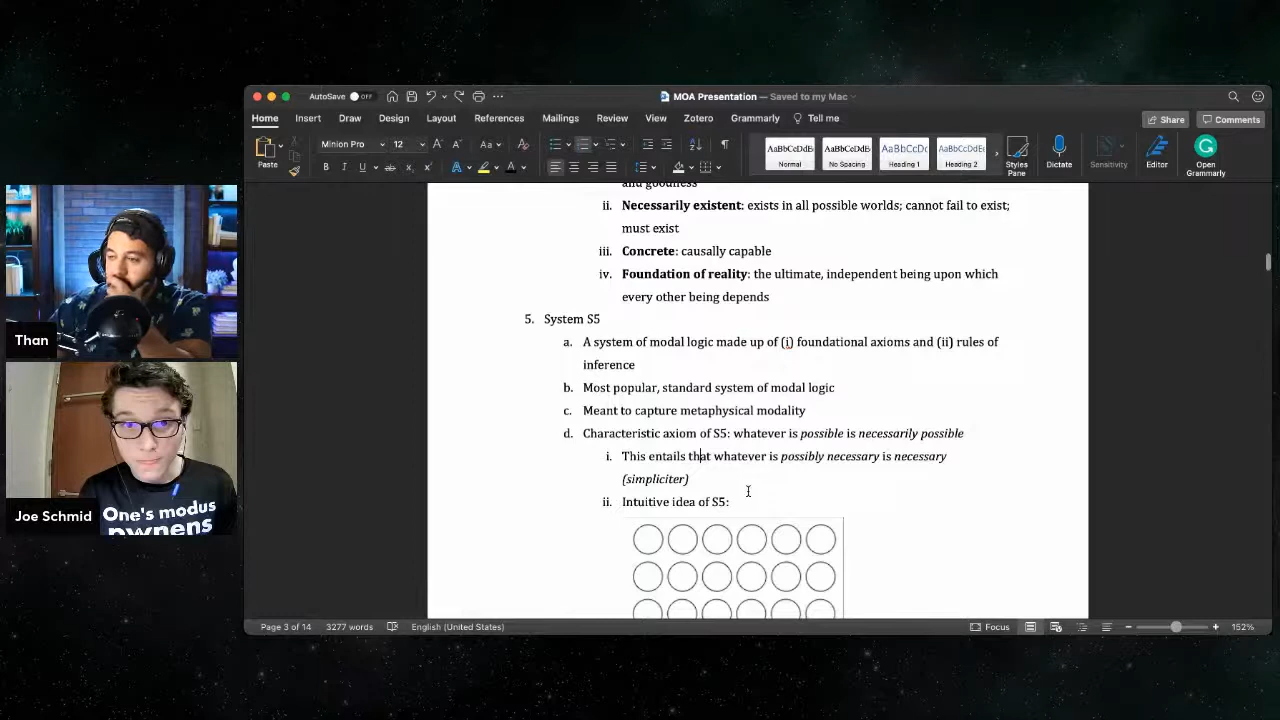 AutoSave OFF
MOA Presentation — Saved to my Mac
Home Insert Draw Design Layout References Mailings Review View Zotero Grammarly Tell me
Share Comments
Paste
Minion Pro 12
AaBbCcDdEe AaBbCcDdEe AaBbCcDc AaBbCcDdEe
Normal No Spacing Heading 1 Heading 2
Styles Pane
Dictate
Sensitivity
Editor
Open Grammarly
and goodness
ii. Necessarily existent: exists in all possible worlds; cannot fail to exist;
must exist
iii. Concrete: causally capable
iv. Foundation of reality: the ultimate, independent being upon which
every other being depends
5. System S5
a. A system of modal logic made up of (i) foundational axioms and (ii) rules of
inference
b. Most popular, standard system of modal logic
c. Meant to capture metaphysical modality
d. Characteristic axiom of S5: whatever is possible is necessarily possible
i. This entails that whatever is possibly necessary is necessary
(simpliciter)
ii. Intuitive idea of S5:
Than
Joe Schmid
One's modus
pwnens
Page 3 of 14 3277 words English (United States) Focus 152%